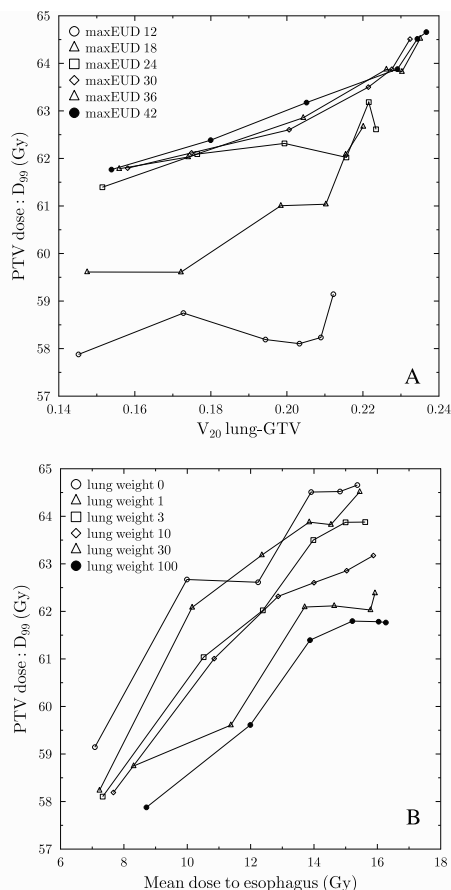 65
64
63
62
61
60
59
58
57
PTV dose : D₉₉ (Gy)
maxEUD 12
maxEUD 18
maxEUD 24
maxEUD 30
maxEUD 36
maxEUD 42
A
0.14 0.16 0.18 0.20 0.22 0.24
V₂₀ lung-GTV
65
64
63
62
61
60
59
58
57
PTV dose : D₉₉ (Gy)
lung weight 0
lung weight 1
lung weight 3
lung weight 10
lung weight 30
lung weight 100
B
6 8 10 12 14 16 18
Mean dose to esophagus (Gy)